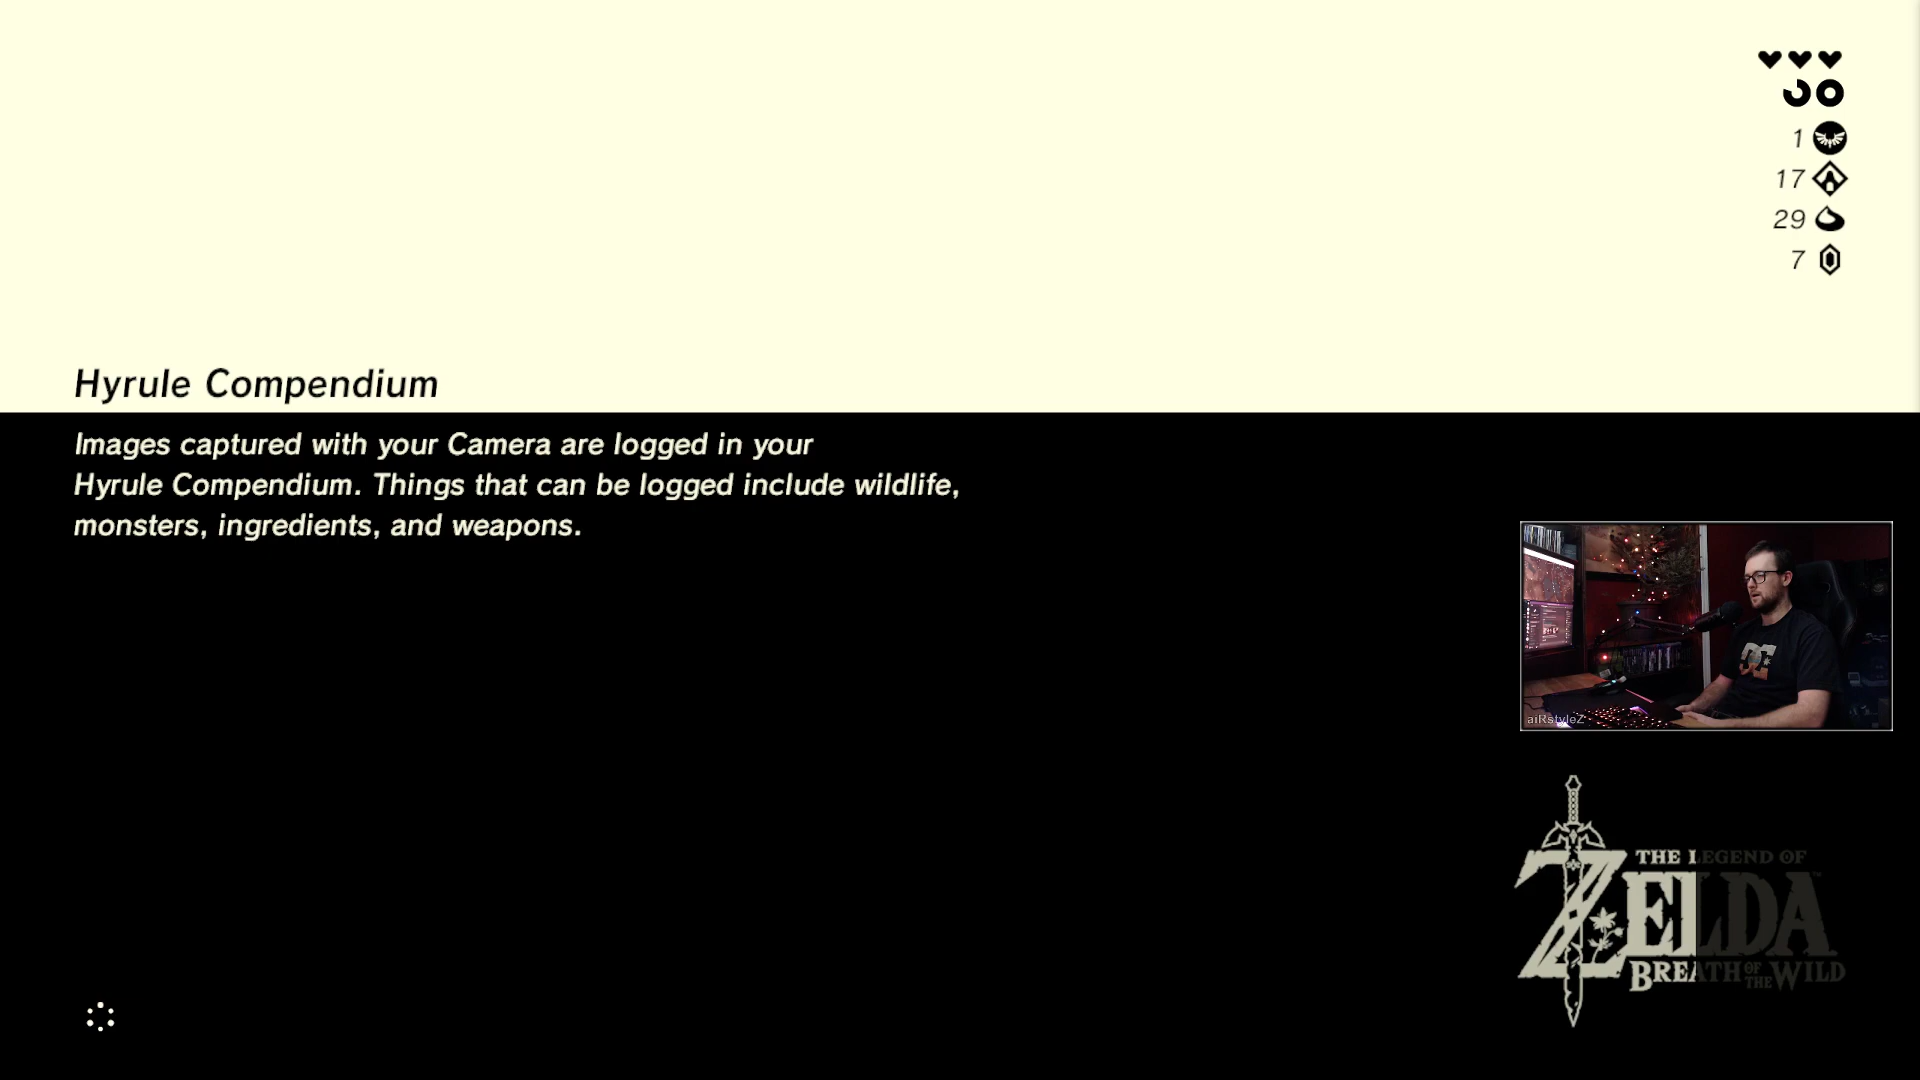 1
17
29
7
Hyrule Compendium
Images captured with your Camera are logged in your
Hyrule Compendium. Things that can be logged include wildlife,
monsters, ingredients, and weapons.
aiRstyleZ
THE LEGEND OF
ZELDA
BREATH OF THE WILD